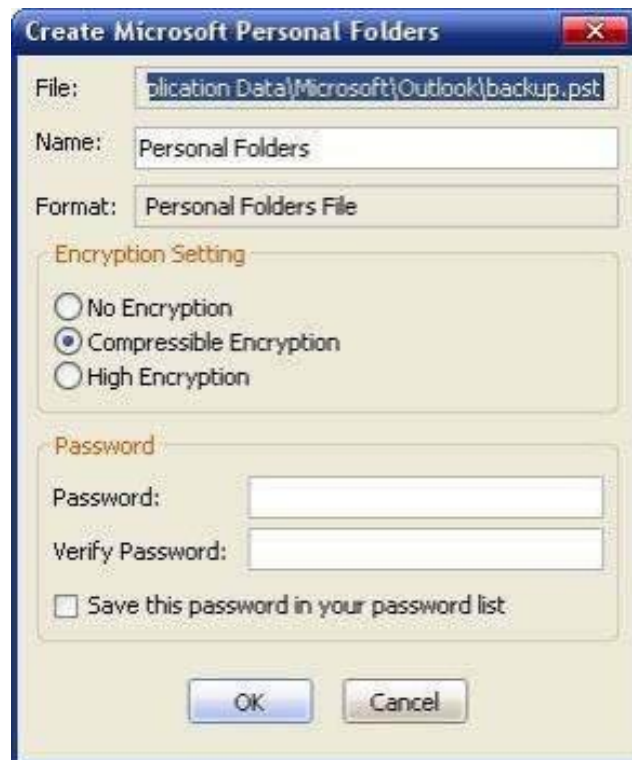 Create Microsoft Personal Folders
File: plication Data\Microsoft\Outlook\backup.pst
Name: Personal Folders
Format: Personal Folders File
Encryption Setting
No Encryption
Compressible Encryption
High Encryption
Password
Password:
Verify Password:
Save this password in your password list
OK Cancel